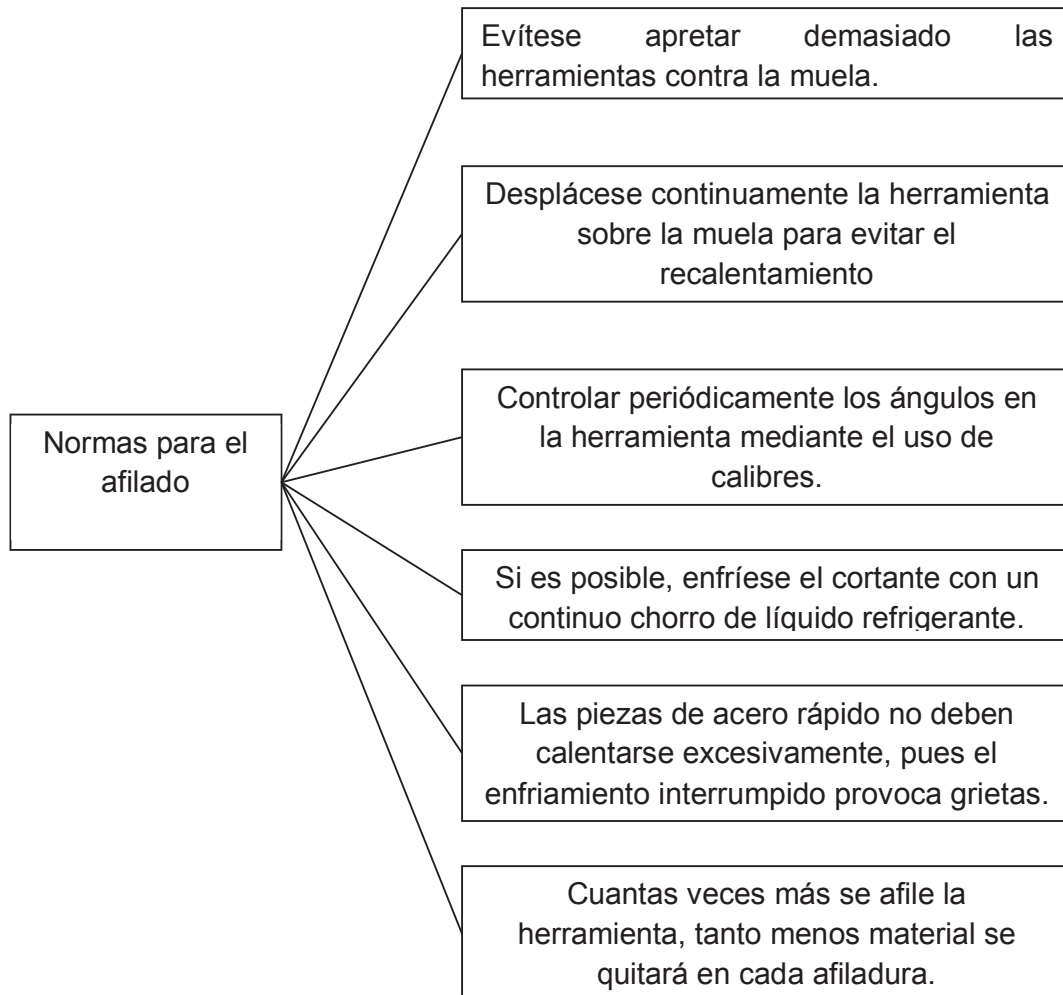 Evítese apretar demasiado las
herramientas contra la muela.
Desplácese continuamente la herramienta
sobre la muela para evitar el
recalentamiento
Controlar periódicamente los ángulos en
la herramienta mediante el uso de
calibres.
Normas para el
afilado
Si es posible, enfríese el cortante con un
continuo chorro de líquido refrigerante.
Las piezas de acero rápido no deben
calentarse excesivamente, pues el
enfriamiento interrumpido provoca grietas.
Cuantas veces más se afile la
herramienta, tanto menos material se
quitará en cada afiladura.